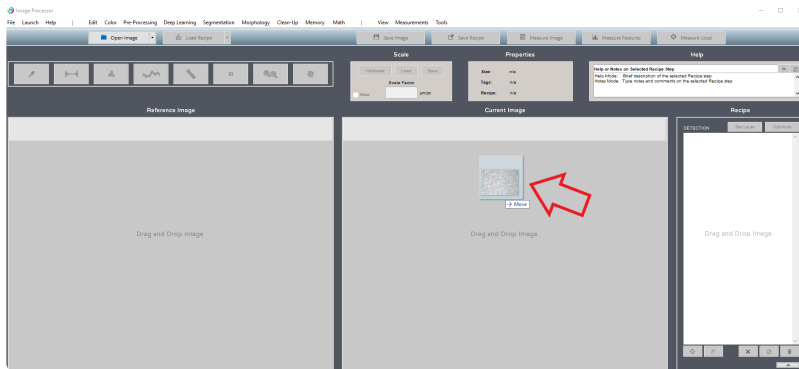 Image Processor
File Launch Help | Edit Color Pre-Processing Deep Learning Segmentation Morphology Clean-Up Memory Math | View Measurements Tools
Open Image Load Recipe Save Image Save Recipe Measure Image Measure Features Measure Local
Scale Properties Help
Calibrate Load Save
Scale Factor
Show µm/px
Size: n/a
Tags: n/a
Recipe: n/a
Help or Notes on Selected Recipe Step
Help Mode: Brief description of the selected Recipe step
Notes Mode: Type notes and comments on the selected Recipe step
Reference Image Current Image Recipe
DETECTION Set Level Optimize
Move
Drag and Drop Image Drag and Drop Image Drag and Drop Image